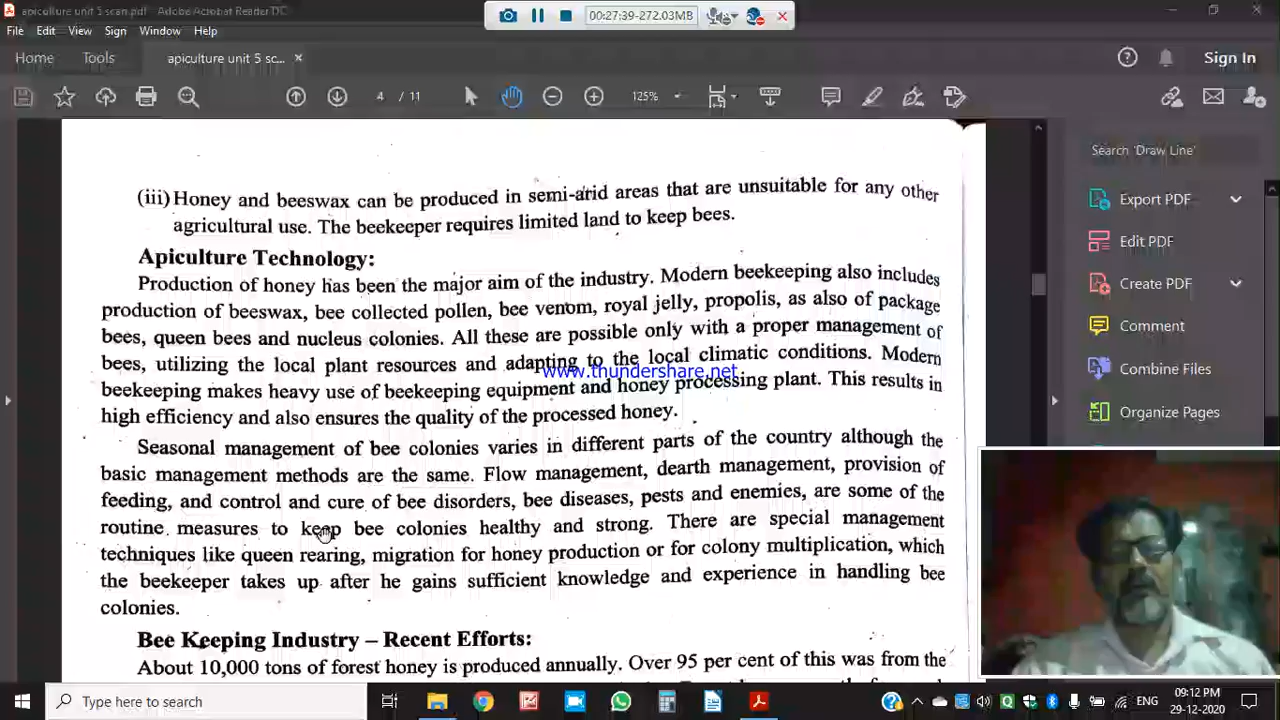 apiculture unit 5 scan.pdf - Adobe Acrobat Reader DC
00:27:39-272.03MB
File Edit View Sign Window Help
Home Tools apiculture unit 5 sc... Sign In
4 / 11 125%
Search 'Draw Line'
Export PDF
Edit PDF
Create PDF
Comment
Combine Files
Organize Pages
(iii) Honey and beeswax can be produced in semi-arid areas that are unsuitable for any other
agricultural use. The beekeeper requires limited land to keep bees.
Apiculture Technology:
Production of honey has been the major aim of the industry. Modern beekeeping also includes
production of beeswax, bee collected pollen, bee venom, royal jelly, propolis, as also of package
bees, queen bees and nucleus colonies. All these are possible only with a proper management of
bees, utilizing the local plant resources and adapting to the local climatic conditions. Modern
www.thundershare.net
beekeeping makes heavy use of beekeeping equipment and honey processing plant. This results in
high efficiency and also ensures the quality of the processed honey.
Seasonal management of bee colonies varies in different parts of the country although the
basic management methods are the same. Flow management, dearth management, provision of
feeding, and control and cure of bee disorders, bee diseases, pests and enemies, are some of the
routine measures to keep bee colonies healthy and strong. There are special management
techniques like queen rearing, migration for honey production or for colony multiplication, which
the beekeeper takes up after he gains sufficient knowledge and experience in handling bee
colonies.
Bee Keeping Industry – Recent Efforts:
About 10,000 tons of forest honey is produced annually. Over 95 per cent of this was from the
Type here to search
ENG
09:12 PM
29-12-2020